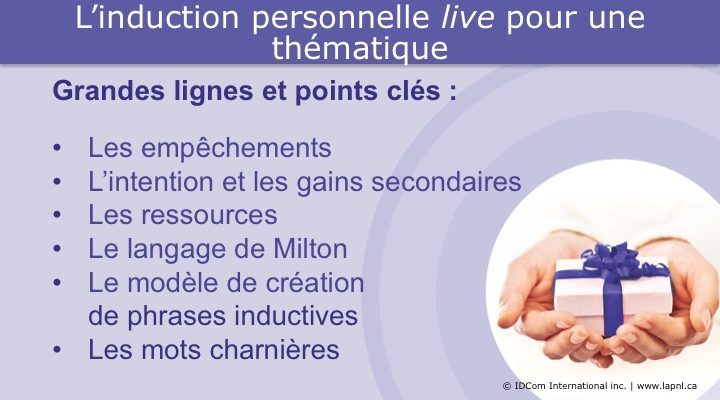 L’induction personnelle live pour une
thématique
Grandes lignes et points clés :
• Les empêchements
• L’intention et les gains secondaires
• Les ressources
• Le langage de Milton
• Le modèle de création
de phrases inductives
• Les mots charnières
© IDCom International inc. | www.lapnl.ca